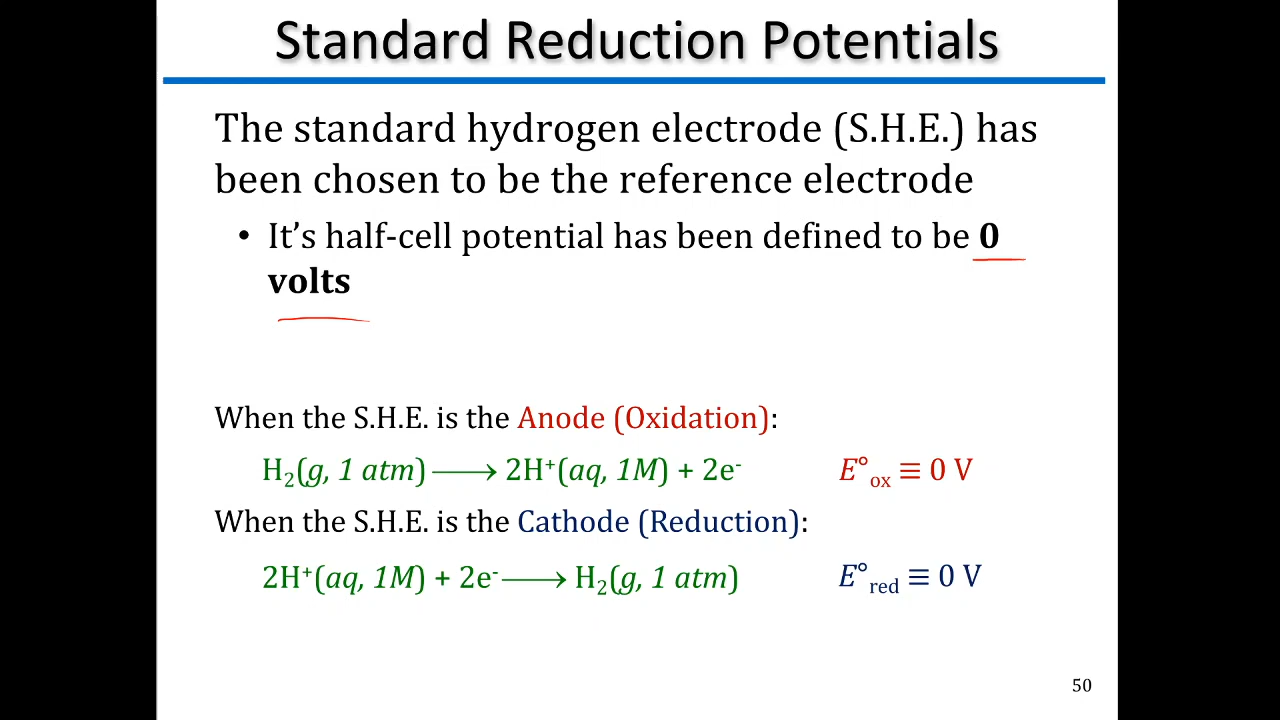 Standard Reduction Potentials
The standard hydrogen electrode (S.H.E.) has
been chosen to be the reference electrode
• It’s half-cell potential has been defined to be 0
volts
When the S.H.E. is the Anode (Oxidation):
H₂(g, 1 atm) ⟶ 2H⁺(aq, 1M) + 2e⁻ E°ox ≡ 0 V
When the S.H.E. is the Cathode (Reduction):
2H⁺(aq, 1M) + 2e⁻ ⟶ H₂(g, 1 atm) E°red ≡ 0 V
50